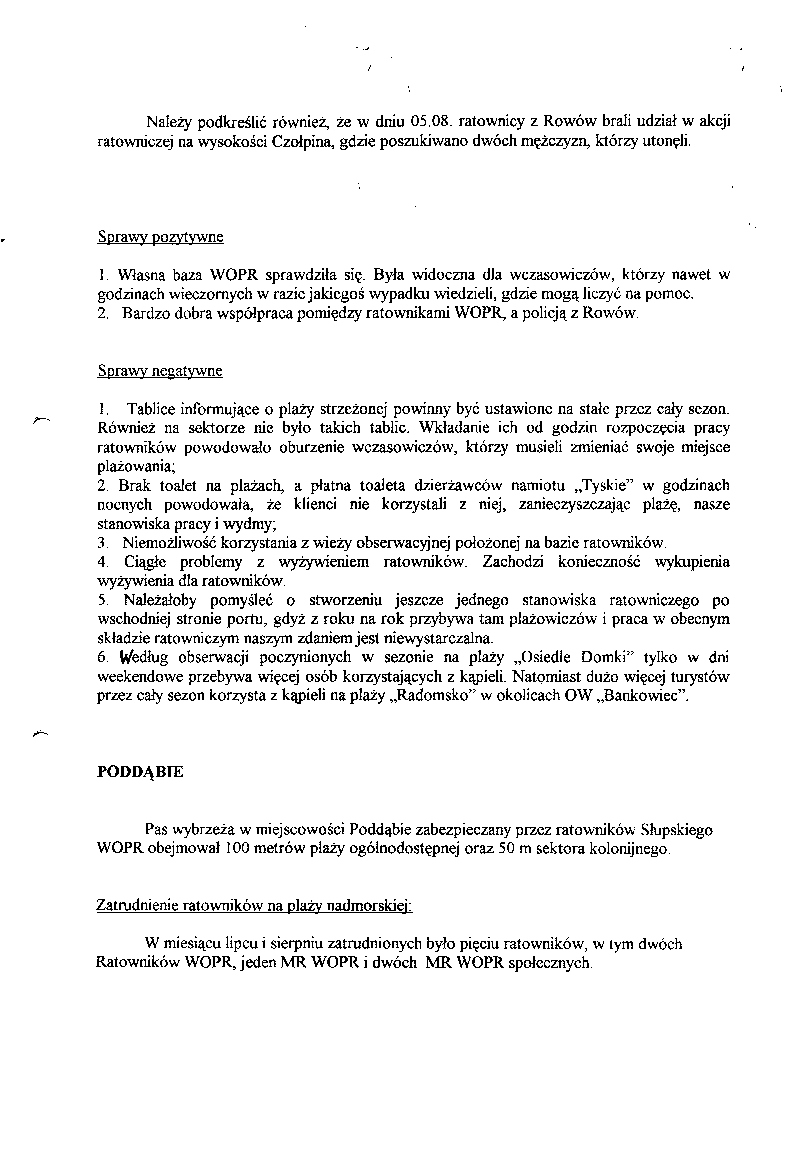 Należy podkreślić również, że w dniu 05.08. ratownicy z Rowów brali udział w akcji
ratowniczej na wysokości Czołpina, gdzie poszukiwano dwóch mężczyzn, którzy utonęli.
Sprawy pozytywne
1. Własna baza WOPR sprawdziła się. Była widoczna dla wczasowiczów, którzy nawet w
godzinach wieczornych w razie jakiegoś wypadku wiedzieli, gdzie mogą liczyć na pomoc.
2. Bardzo dobra współpraca pomiędzy ratownikami WOPR, a policją z Rowów.
Sprawy negatywne
1. Tablice informujące o plaży strzeżonej powinny być ustawione na stałe przez cały sezon.
Również na sektorze nie było takich tablic. Wkładanie ich od godzin rozpoczęcia pracy
ratowników powodowało oburzenie wczasowiczów, którzy musieli zmieniać swoje miejsce
plażowania;
2. Brak toalet na plażach, a płatna toaleta dzierżawców namiotu „Tyskie” w godzinach
nocnych powodowała, że klienci nie korzystali z niej, zanieczyszczając plażę, nasze
stanowiska pracy i wydmy;
3. Niemożliwość korzystania z wieży obserwacyjnej położonej na bazie ratowników.
4. Ciągłe problemy z wyżywieniem ratowników. Zachodzi konieczność wykupienia
wyżywienia dla ratowników.
5. Należałoby pomyśleć o stworzeniu jeszcze jednego stanowiska ratowniczego po
wschodniej stronie portu, gdyż z roku na rok przybywa tam plażowiczów i praca w obecnym
składzie ratowniczym naszym zdaniem jest niewystarczalna.
6. Według obserwacji poczynionych w sezonie na plaży „Osiedle Domki” tylko w dni
weekendowe przebywa więcej osób korzystających z kąpieli. Natomiast dużo więcej turystów
przez cały sezon korzysta z kąpieli na plaży „Radomsko” w okolicach OW „Bankowiec”.
PODDĄBIE
Pas wybrzeża w miejscowości Poddąbie zabezpieczany przez ratowników Słupskiego
WOPR obejmował 100 metrów plaży ogólnodostępnej oraz 50 m sektora kolonijnego.
Zatrudnienie ratowników na plaży nadmorskiej:
W miesiącu lipcu i sierpniu zatrudnionych było pięciu ratowników, w tym dwóch
Ratowników WOPR, jeden MR WOPR i dwóch MR WOPR społecznych.